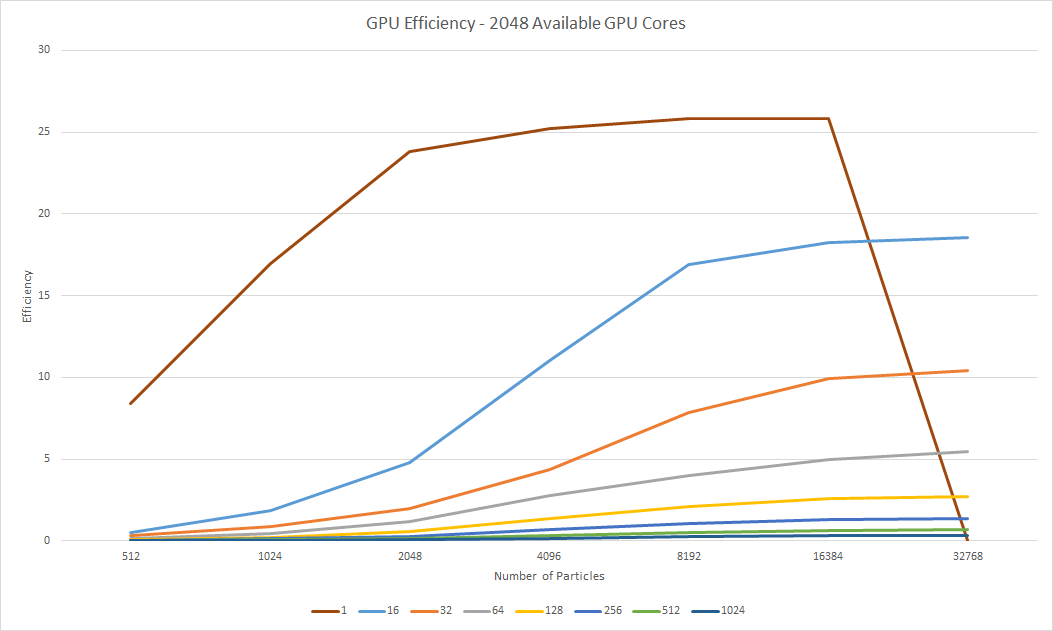 GPU Efficiency - 2048 Available GPU Cores
30
25
20
15
10
5
0
Efficiency
512 1024 2048 4096 8192 16384 32768
Number of Particles
1 16 32 64 128 256 512 1024